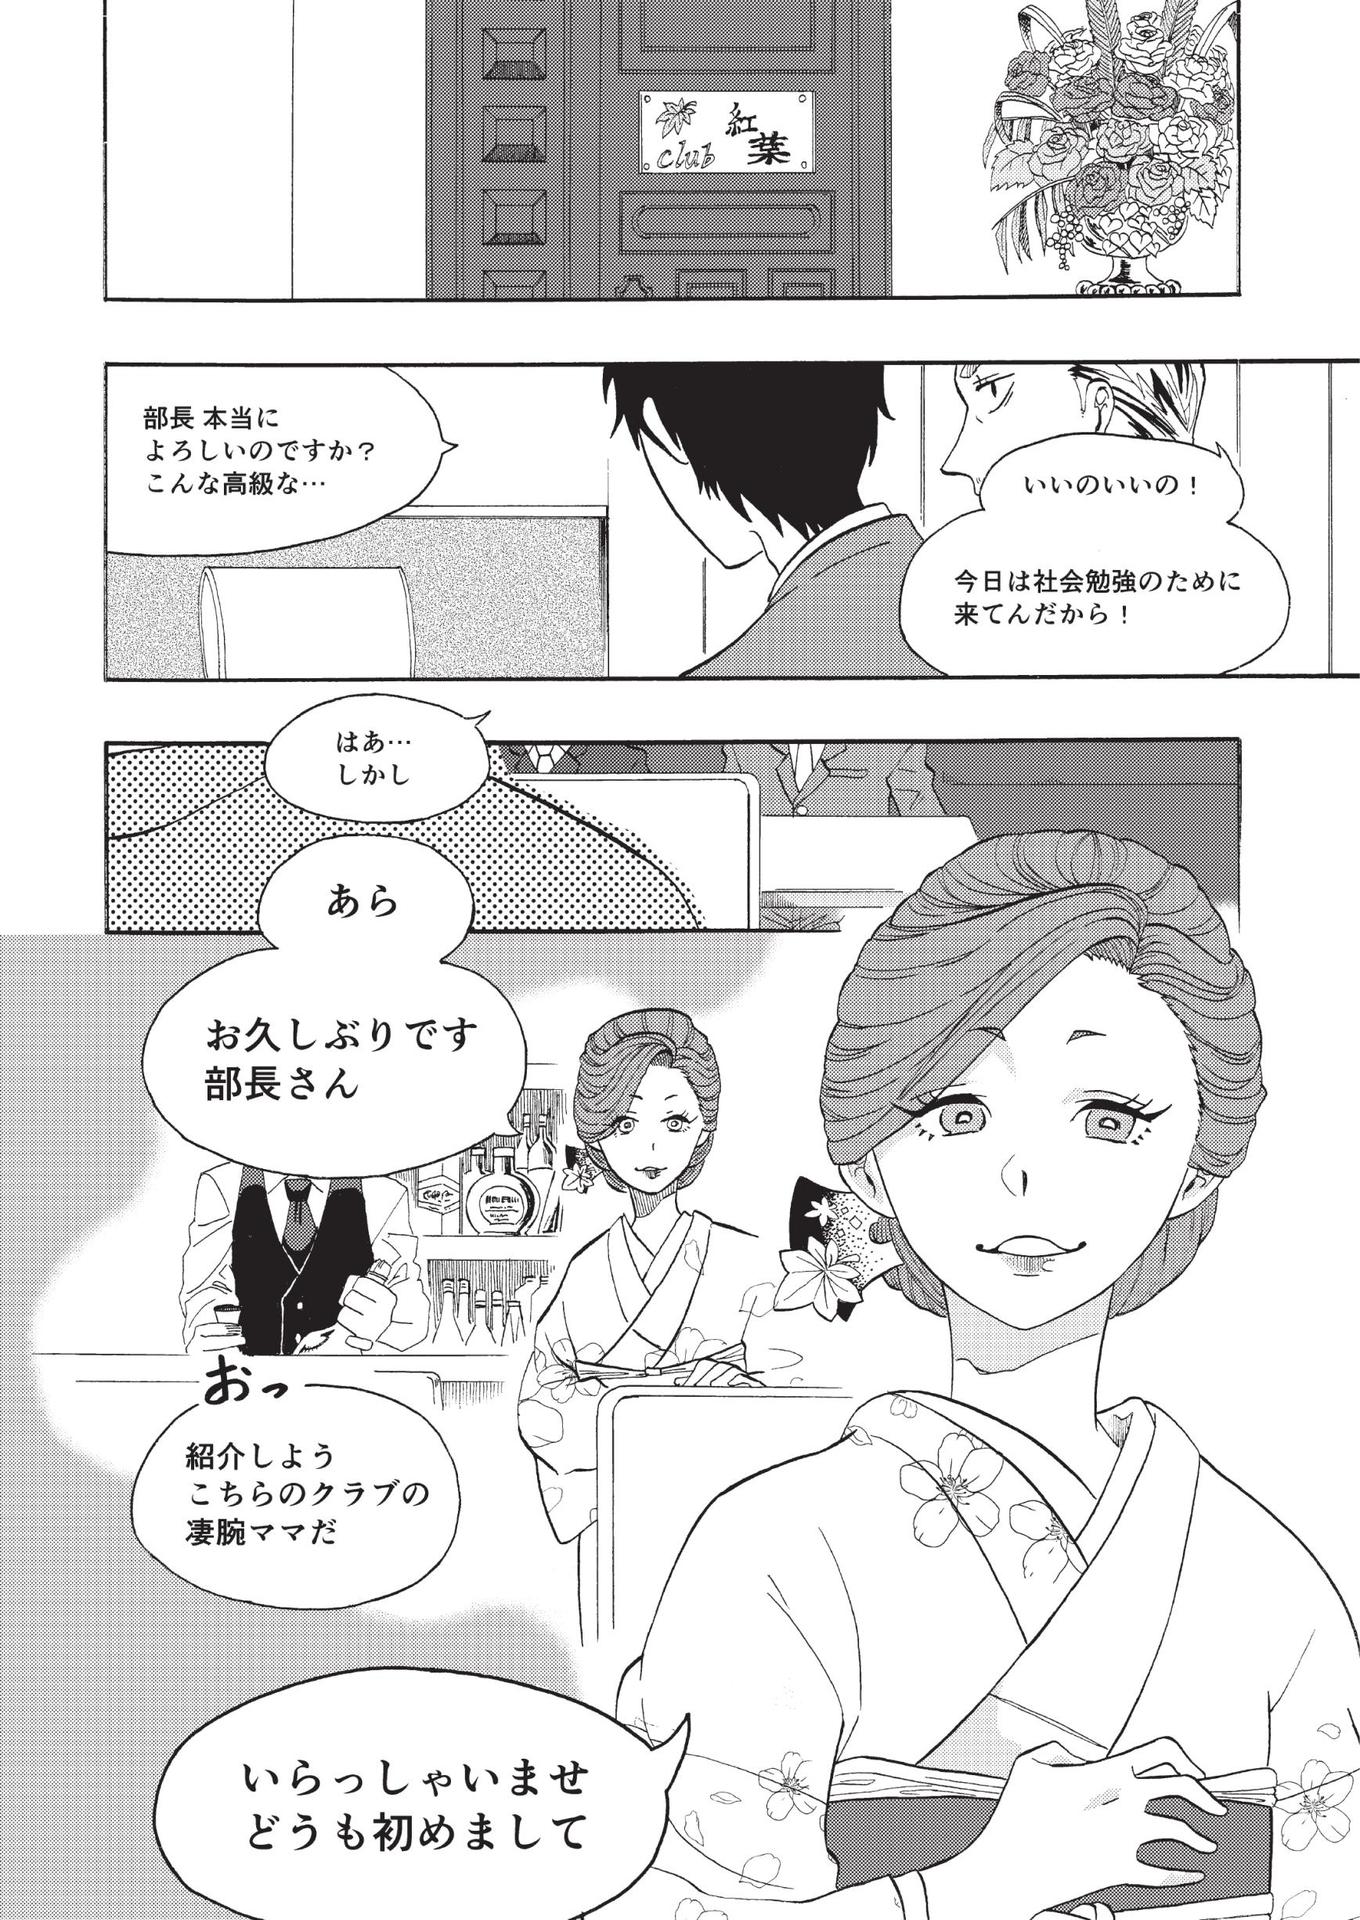 紅葉
club
部長 本当に
よろしいのですか？
こんな高級な…
いいのいいの！
今日は社会勉強のために
来てんだから！
はあ…
しかし
あら
お久しぶりです
部長さん
おっ
紹介しよう
こちらのクラブの
凄腕ママだ
いらっしゃいませ
どうも初めまして